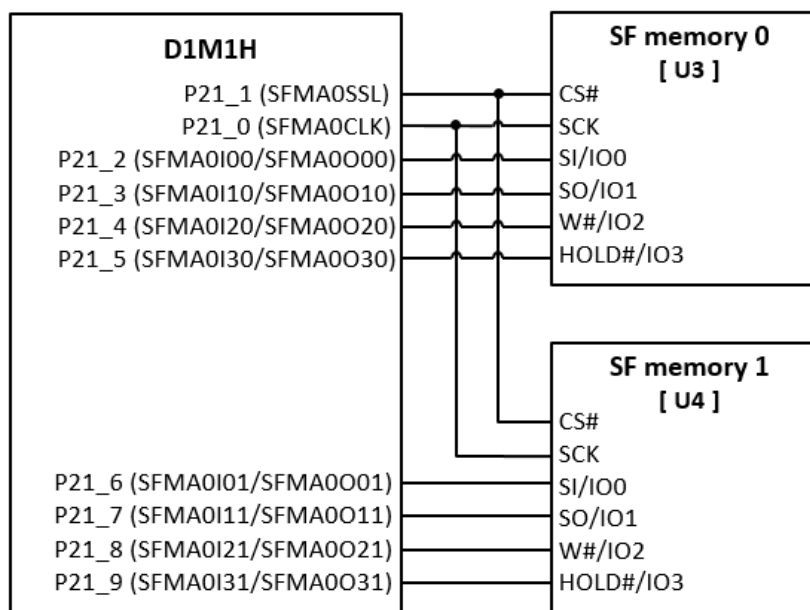 D1M1H
P21_1 (SFMA0SSL)
P21_0 (SFMA0CLK)
P21_2 (SFMA0I00/SFMA0O00)
P21_3 (SFMA0I10/SFMA0O10)
P21_4 (SFMA0I20/SFMA0O20)
P21_5 (SFMA0I30/SFMA0O30)
P21_6 (SFMA0I01/SFMA0O01)
P21_7 (SFMA0I11/SFMA0O11)
P21_8 (SFMA0I21/SFMA0O21)
P21_9 (SFMA0I31/SFMA0O31)
SF memory 0
[ U3 ]
CS#
SCK
SI/IO0
SO/IO1
W#/IO2
HOLD#/IO3
SF memory 1
[ U4 ]
CS#
SCK
SI/IO0
SO/IO1
W#/IO2
HOLD#/IO3